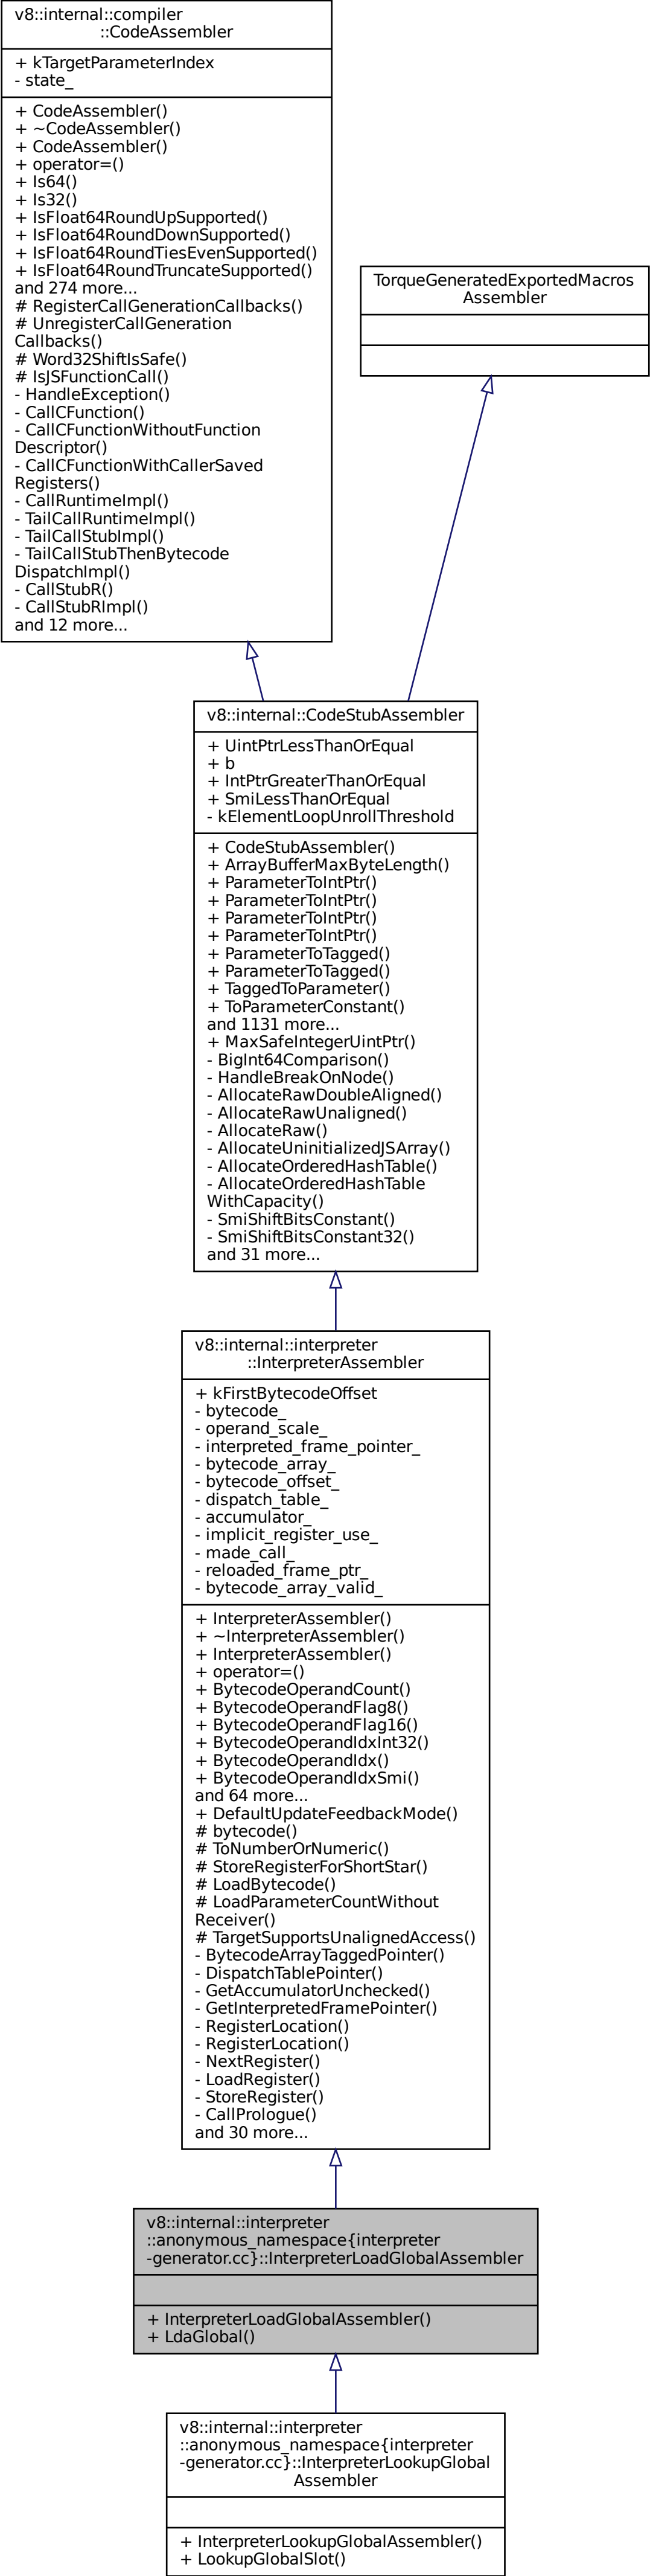 v8::internal::compiler
::CodeAssembler
+ kTargetParameterIndex
- state_
+ CodeAssembler()
+ ~CodeAssembler()
+ CodeAssembler()
+ operator=()
+ Is64()
+ Is32()
+ IsFloat64RoundUpSupported()
+ IsFloat64RoundDownSupported()
+ IsFloat64RoundTiesEvenSupported()
+ IsFloat64RoundTruncateSupported()
and 274 more...
# RegisterCallGenerationCallbacks()
# UnregisterCallGeneration
Callbacks()
# Word32ShiftIsSafe()
# IsJSFunctionCall()
- HandleException()
- CallCFunction()
- CallCFunctionWithoutFunction
Descriptor()
- CallCFunctionWithCallerSaved
Registers()
- CallRuntimeImpl()
- TailCallRuntimeImpl()
- TailCallStubImpl()
- TailCallStubThenBytecode
DispatchImpl()
- CallStubR()
- CallStubRImpl()
and 12 more...
TorqueGeneratedExportedMacros
Assembler
v8::internal::CodeStubAssembler
+ UintPtrLessThanOrEqual
+ b
+ IntPtrGreaterThanOrEqual
+ SmiLessThanOrEqual
- kElementLoopUnrollThreshold
+ CodeStubAssembler()
+ ArrayBufferMaxByteLength()
+ ParameterToIntPtr()
+ ParameterToIntPtr()
+ ParameterToIntPtr()
+ ParameterToIntPtr()
+ ParameterToTagged()
+ ParameterToTagged()
+ TaggedToParameter()
+ ToParameterConstant()
and 1131 more...
+ MaxSafeIntegerUintPtr()
- BigInt64Comparison()
- HandleBreakOnNode()
- AllocateRawDoubleAligned()
- AllocateRawUnaligned()
- AllocateRaw()
- AllocateUninitializedJSArray()
- AllocateOrderedHashTable()
- AllocateOrderedHashTable
WithCapacity()
- SmiShiftBitsConstant()
- SmiShiftBitsConstant32()
and 31 more...
v8::internal::interpreter
::InterpreterAssembler
+ kFirstBytecodeOffset
- bytecode_
- operand_scale_
- interpreted_frame_pointer_
- bytecode_array_
- bytecode_offset_
- dispatch_table_
- accumulator_
- implicit_register_use_
- made_call_
- reloaded_frame_ptr_
- bytecode_array_valid_
+ InterpreterAssembler()
+ ~InterpreterAssembler()
+ InterpreterAssembler()
+ operator=()
+ BytecodeOperandCount()
+ BytecodeOperandFlag8()
+ BytecodeOperandFlag16()
+ BytecodeOperandIdxInt32()
+ BytecodeOperandIdx()
+ BytecodeOperandIdxSmi()
and 64 more...
+ DefaultUpdateFeedbackMode()
# bytecode()
# ToNumberOrNumeric()
# StoreRegisterForShortStar()
# LoadBytecode()
# LoadParameterCountWithout
Receiver()
# TargetSupportsUnalignedAccess()
- BytecodeArrayTaggedPointer()
- DispatchTablePointer()
- GetAccumulatorUnchecked()
- GetInterpretedFramePointer()
- RegisterLocation()
- RegisterLocation()
- NextRegister()
- LoadRegister()
- StoreRegister()
- CallPrologue()
and 30 more...
v8::internal::interpreter
::anonymous_namespace{interpreter
-generator.cc}::InterpreterLoadGlobalAssembler
+ InterpreterLoadGlobalAssembler()
+ LdaGlobal()
v8::internal::interpreter
::anonymous_namespace{interpreter
-generator.cc}::InterpreterLookupGlobal
Assembler
+ InterpreterLookupGlobalAssembler()
+ LookupGlobalSlot()